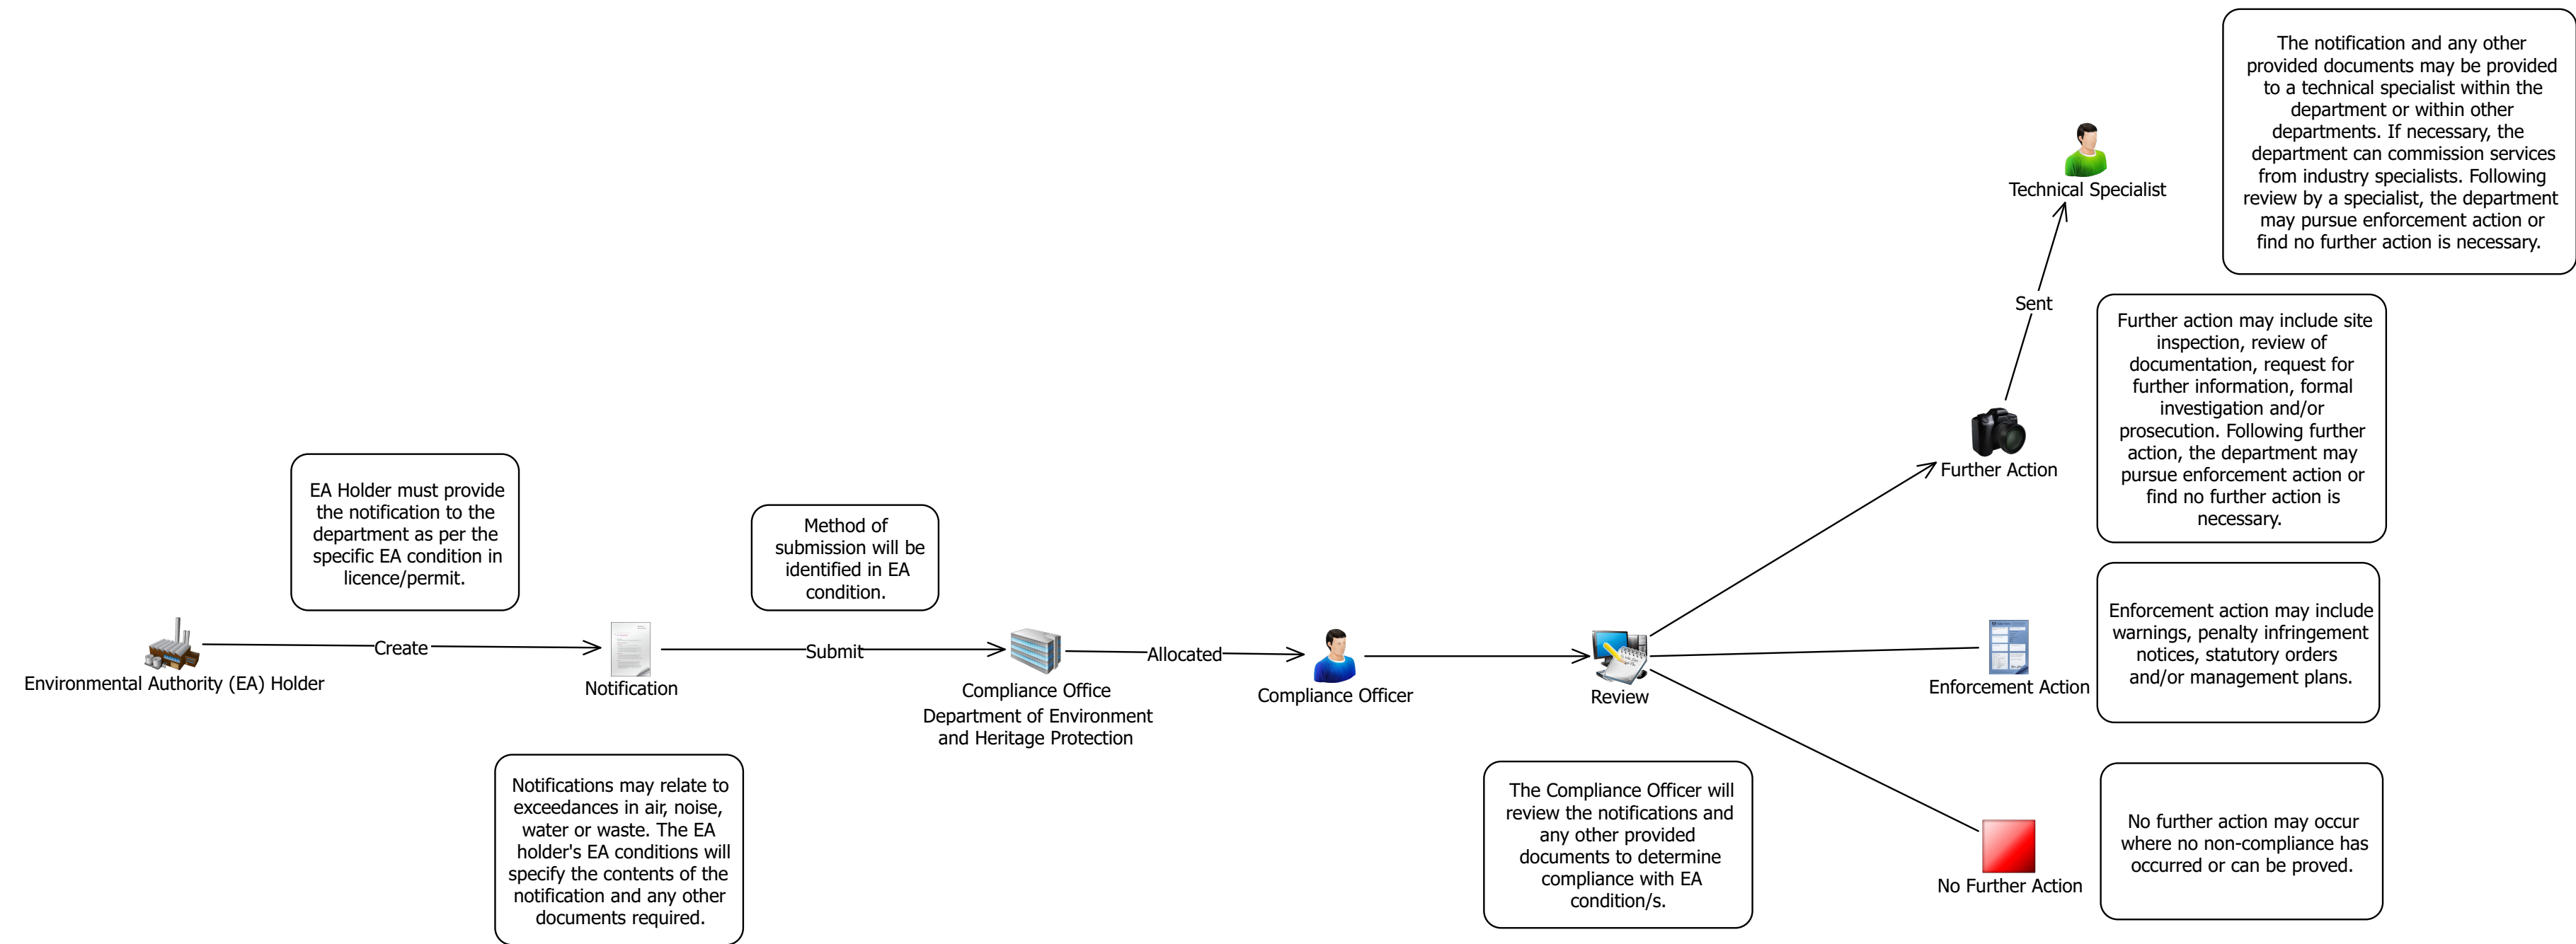 The notification and any other
provided documents may be provided
to a technical specialist within the
department or within other
departments. If necessary, the
department can commission services
from industry specialists. Following
review by a specialist, the department
may pursue enforcement action or
find no further action is necessary.
Technical Specialist
Sent
Further action may include site
inspection, review of
documentation, request for
further information, formal
investigation and/or
prosecution. Following further
action, the department may
pursue enforcement action or
find no further action is
necessary.
Further Action
EA Holder must provide
the notification to the
department as per the
specific EA condition in
licence/permit.
Method of
submission will be
identified in EA
condition.
Environmental Authority (EA) Holder
Create
Notification
Submit
Compliance Office
Department of Environment
and Heritage Protection
Allocated
Compliance Officer
Review
Enforcement Action
Enforcement action may include
warnings, penalty infringement
notices, statutory orders
and/or management plans.
Notifications may relate to
exceedances in air, noise,
water or waste. The EA
holder's EA conditions will
specify the contents of the
notification and any other
documents required.
The Compliance Officer will
review the notifications and
any other provided
documents to determine
compliance with EA
condition/s.
No Further Action
No further action may occur
where no non-compliance has
occurred or can be proved.